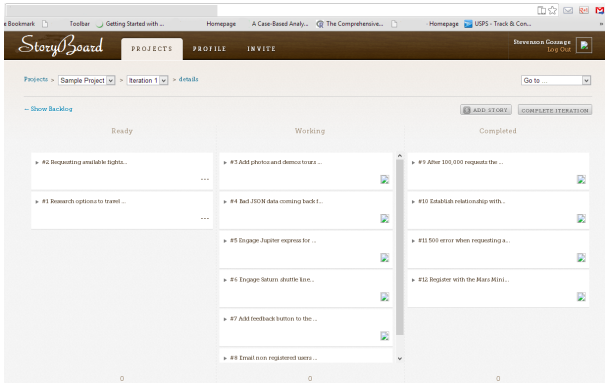 e Bookmark Toolbar Getting Started with ... Homepage A Case-Based Analy... The Comprehensive... Homepage USPS - Track & Con... »
StoryBoard PROJECTS PROFILE INVITE
Stevenson Gossage
Log Out
Projects > Sample Project > Iteration 1 > details Go to ...
← Show Backlog ADD STORY COMPLETE ITERATION
Ready Working Completed
#2 Requesting available fights... #3 Add photos and demos tours ... #9 After 100,000 requests the ...
---
#1 Research options to travel ... #4 Bad JSON data coming back f... #10 Establish relationship with...
---
#5 Engage Jupiter express for ... #11 500 error when requesting a...
#6 Engage Saturn shuttle line... #12 Register with the Mars Mini...
#7 Add feedback button to the ...
#8 Email non registered users ...
0 0 0